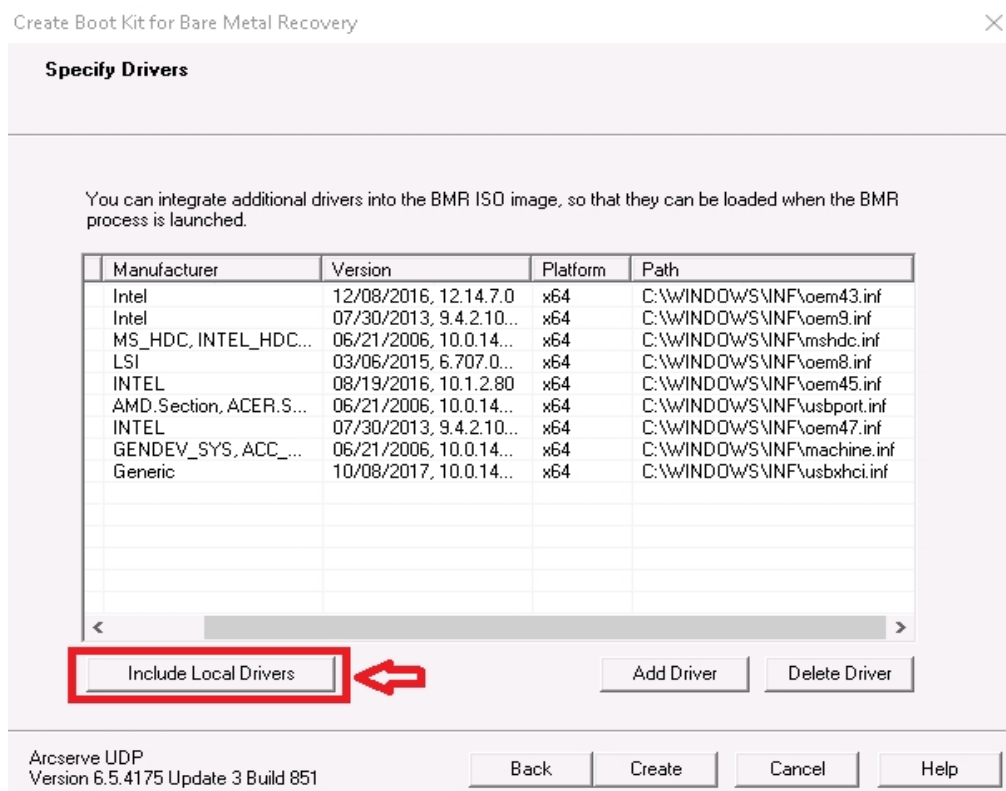 Create Boot Kit for Bare Metal Recovery
Specify Drivers
You can integrate additional drivers into the BMR ISO image, so that they can be loaded when the BMR
process is launched.
Manufacturer Version Platform Path
Intel 12/08/2016, 12.14.7.0 x64 C:\WINDOWS\INF\oem43.inf
Intel 07/30/2013, 9.4.2.10... x64 C:\WINDOWS\INF\oem9.inf
MS_HDC, INTEL_HDC... 06/21/2006, 10.0.14... x64 C:\WINDOWS\INF\mshdc.inf
LSI 03/06/2015, 6.707.0... x64 C:\WINDOWS\INF\oem8.inf
INTEL 08/19/2016, 10.1.2.80 x64 C:\WINDOWS\INF\oem45.inf
AMD.Section, ACER.S... 06/21/2006, 10.0.14... x64 C:\WINDOWS\INF\usbport.inf
INTEL 07/30/2013, 9.4.2.10... x64 C:\WINDOWS\INF\oem47.inf
GENDEV_SYS, ACC_... 06/21/2006, 10.0.14... x64 C:\WINDOWS\INF\machine.inf
Generic 10/08/2017, 10.0.14... x64 C:\WINDOWS\INF\usbxhci.inf
Include Local Drivers Add Driver Delete Driver
Arcserve UDP
Version 6.5.4175 Update 3 Build 851
Back Create Cancel Help